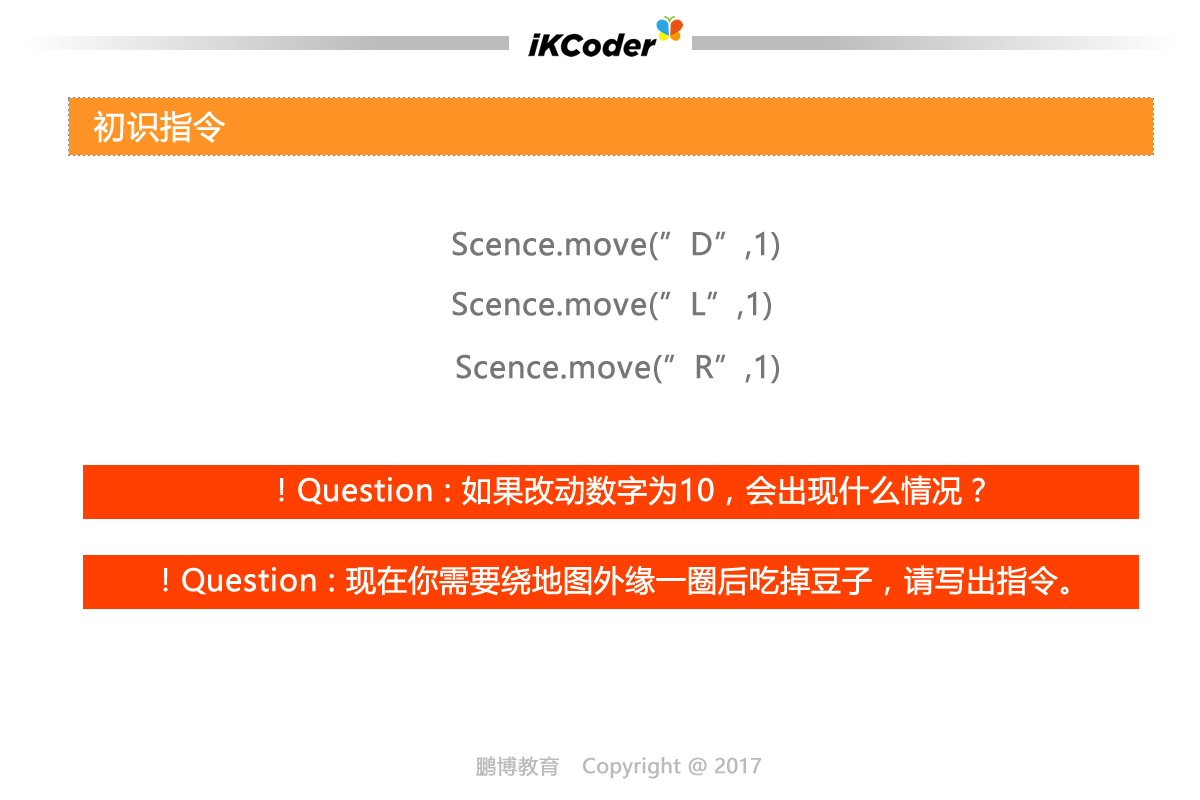 iKCoder
初识指令
Scence.move(”D”,1)
Scence.move(”L”,1)
Scence.move(”R”,1)
！Question：如果改动数字为10，会出现什么情况？
！Question：现在你需要绕地图外缘一圈后吃掉豆子，请写出指令。
鹏博教育 Copyright @ 2017